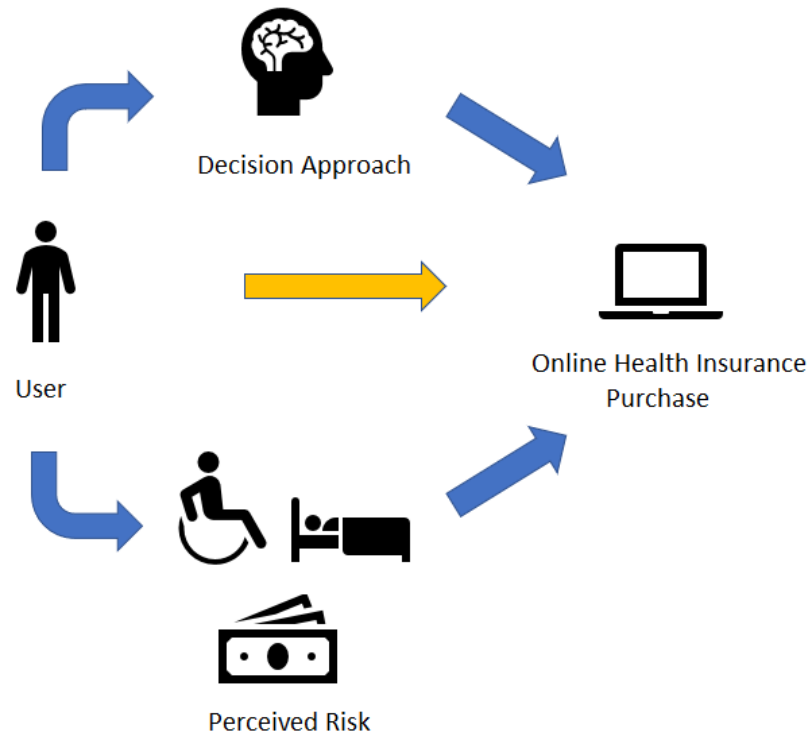 Decision Approach
User
Online Health Insurance
Purchase
Perceived Risk